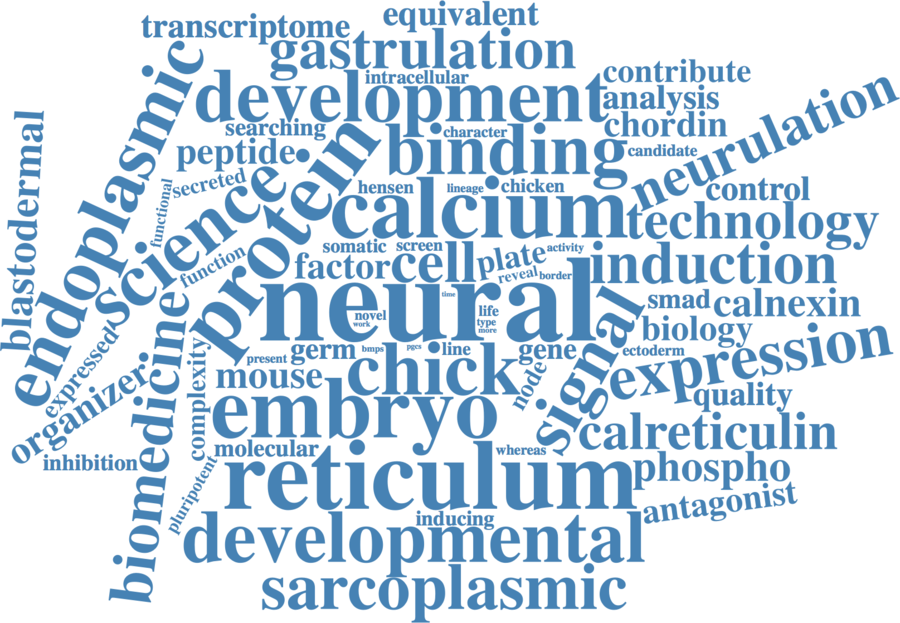 equivalent
transcriptome
gastrulation
intracellular
contribute
development
analysis
searching
character
chordin
peptide
binding
candidate
neurulation
endoplasmic
secreted
hensen
lineage
chicken
control
blastodermal
functional
science
protein
calcium
technology
function
somatic
screen
plate
activity
factor
cell
reveal
border
induction
neural
time
novel
work
life
type
more
smad
calnexin
biology
signal
expressed
present
germ
bmps
pgcs
line
gene
ectoderm
expression
organizer
biomedicine
complexity
mouse
chick
node
quality
embryo
calreticulin
inhibition
molecular
whereas
pluripotent
reticulum
phospho
antagonist
inducing
developmental
sarcoplasmic